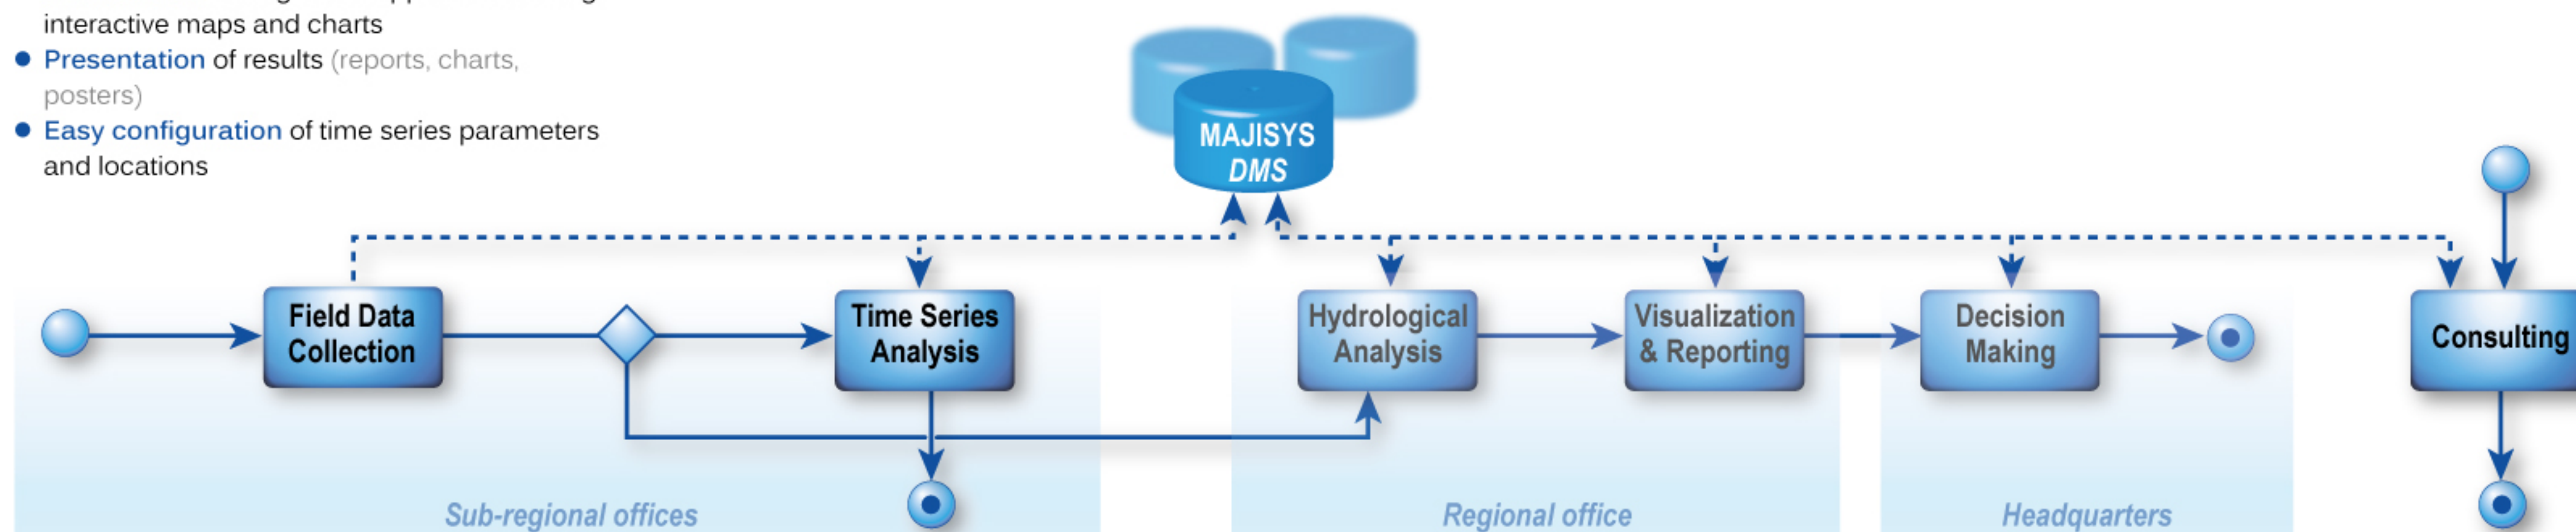 interactive maps and charts
Presentation of results (reports, charts,
posters)
Easy configuration of time series parameters
and locations
MAJISYS
DMS
Field Data
Collection
Time Series
Analysis
Hydrological
Analysis
Visualization
& Reporting
Decision
Making
Consulting
Sub-regional offices
Regional office
Headquarters